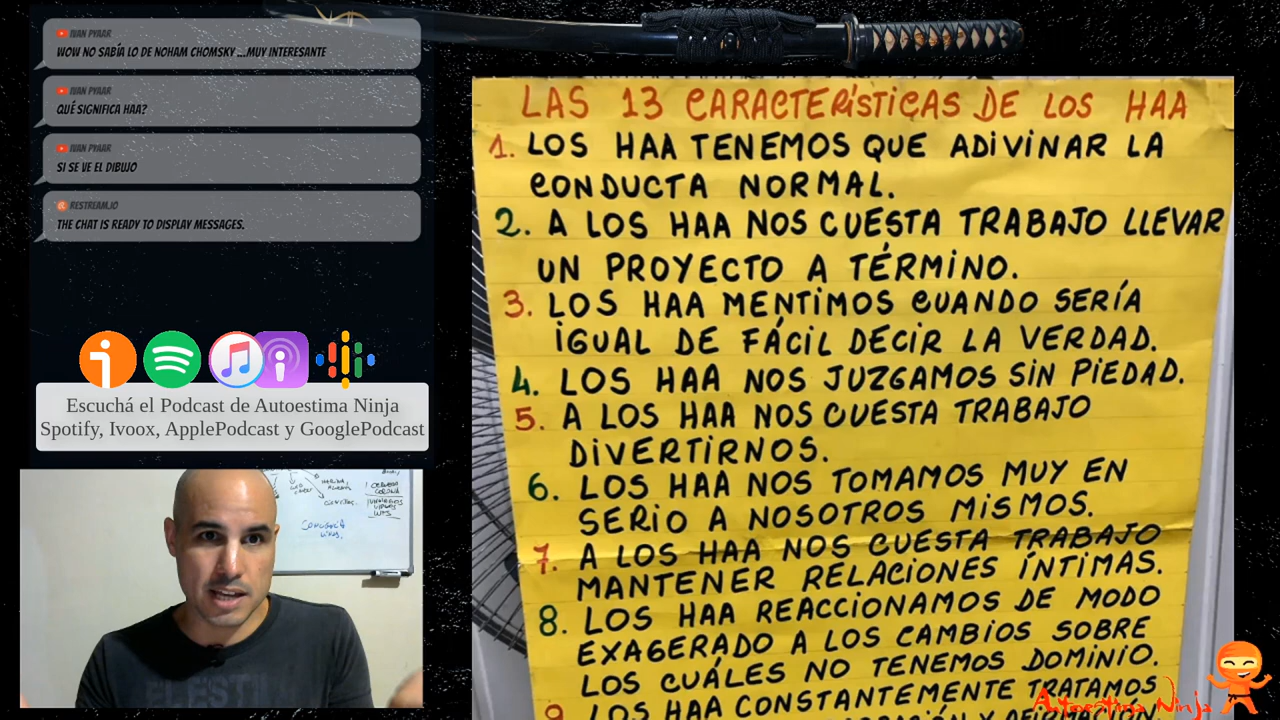 IVAN PYAAR
WOW NO SABÍA LO DE NOHAM CHOMSKY ...MUY INTERESANTE
IVAN PYAAR
QUÉ SIGNIFICA HAA?
IVAN PYAAR
SI SE VE EL DIBUJO
RESTREAM.IO
THE CHAT IS READY TO DISPLAY MESSAGES.
Escuchá el Podcast de Autoestima Ninja
Spotify, Ivoox, ApplePodcast y GooglePodcast
LAS 13 CARACTERÍSTICAS DE LOS HAA
1. LOS HAA TENEMOS QUE ADIVINAR LA
CONDUCTA NORMAL.
2. A LOS HAA NOS CUESTA TRABAJO LLEVAR
UN PROYECTO A TÉRMINO.
3. LOS HAA MENTIMOS CUANDO SERÍA
IGUAL DE FÁCIL DECIR LA VERDAD.
4. LOS HAA NOS JUZGAMOS SIN PIEDAD.
5. A LOS HAA NOS CUESTA TRABAJO
DIVERTIRNOS.
6. LOS HAA NOS TOMAMOS MUY EN
SERIO A NOSOTROS MISMOS.
7. A LOS HAA NOS CUESTA TRABAJO
MANTENER RELACIONES ÍNTIMAS.
8. LOS HAA REACCIONAMOS DE MODO
EXAGERADO A LOS CAMBIOS SOBRE
LOS CUÁLES NO TENEMOS DOMINIO.
9. LOS HAA CONSTANTEMENTE TRATAMOS
Y AFIRMACIÓN
Autoestima Ninja